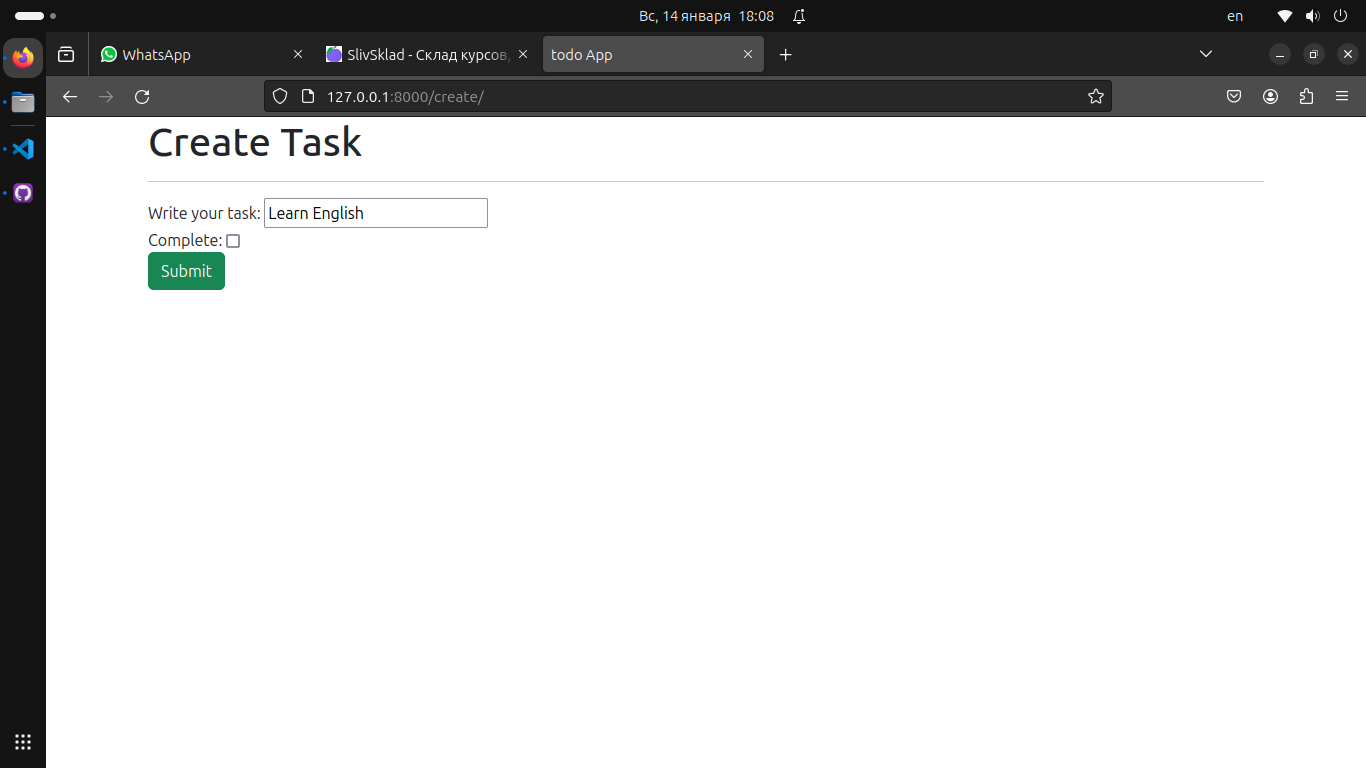 Вс, 14 января 18:08
en
WhatsApp
SlivSklad - Склад курсов,
todo App
127.0.0.1:8000/create/
Create Task
Write your task: Learn English
Complete:
Submit